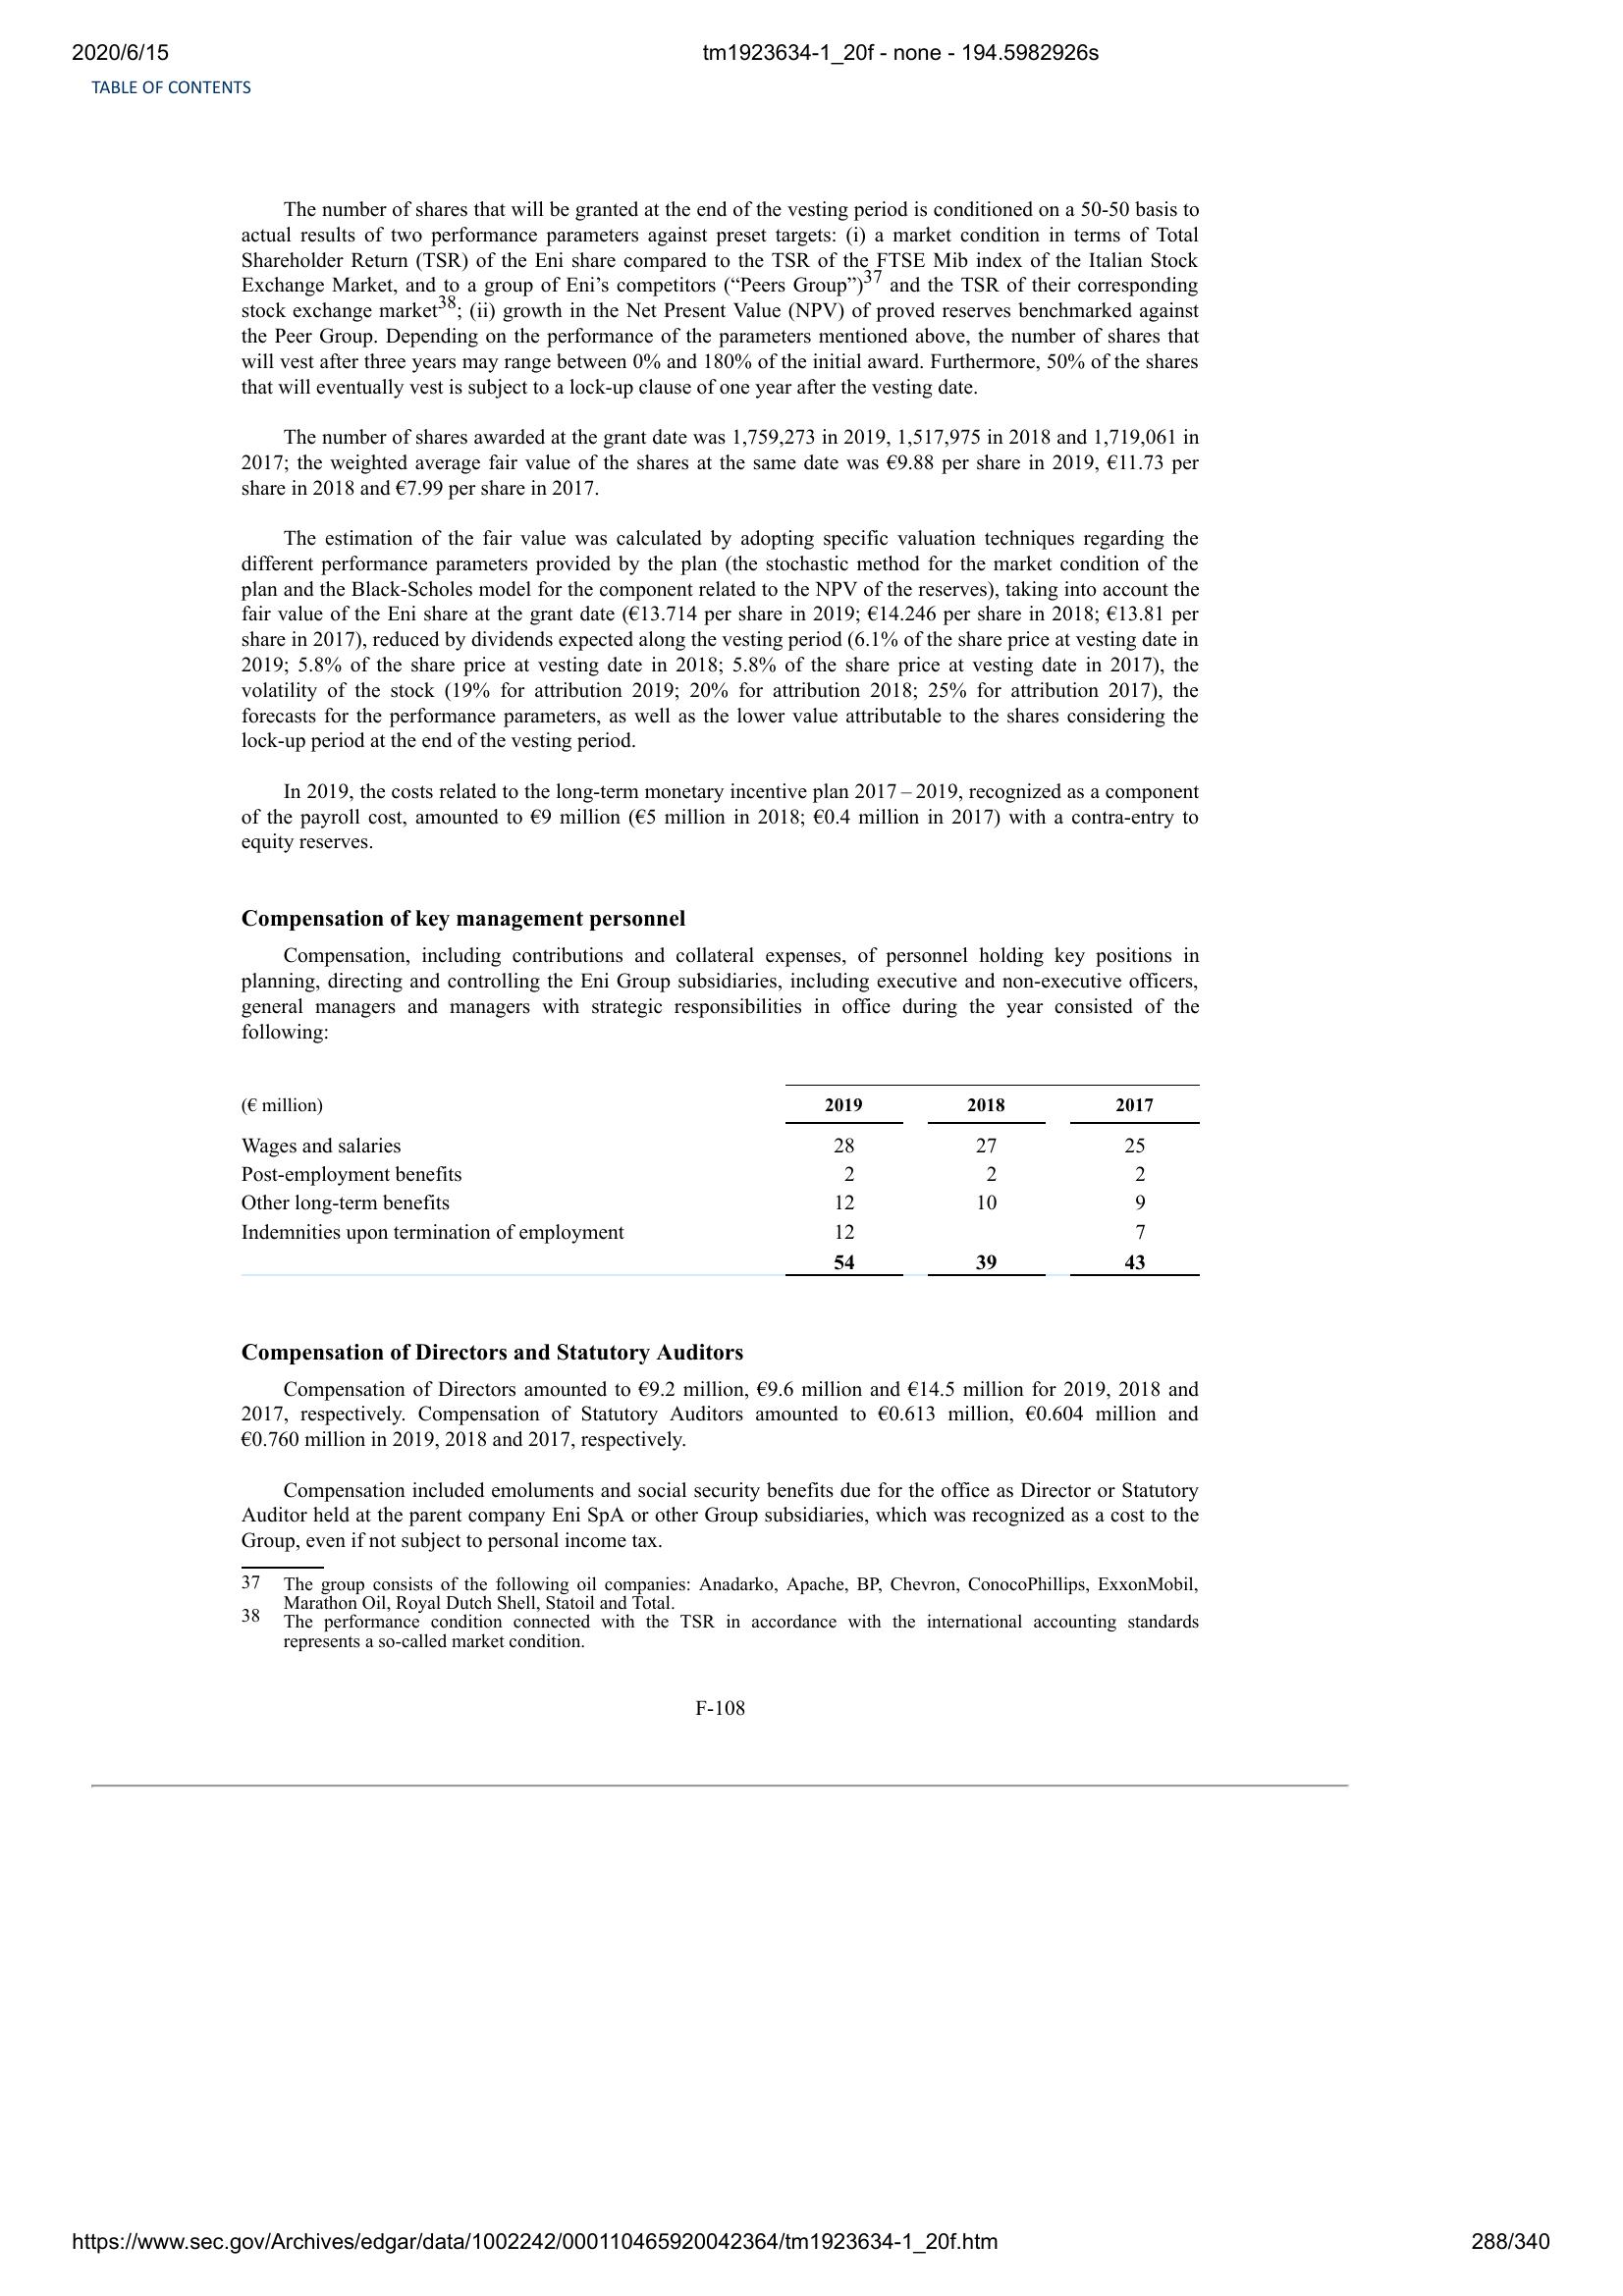 2020/6/15
tm1923634-1_20f - none - 194.5982926s
TABLE OF CONTENTS
The number of shares that will be granted at the end of the vesting period is conditioned on a 50-50 basis to
actual results of two performance parameters against preset targets: (i) a market condition in terms of Total
Shareholder Return (TSR) of the Eni share compared to the TSR of the FTSE Mib index of the Italian Stock
Exchange Market, and to a group of Eni’s competitors (“Peers Group”)37 and the TSR of their corresponding
stock exchange market38; (ii) growth in the Net Present Value (NPV) of proved reserves benchmarked against
the Peer Group. Depending on the performance of the parameters mentioned above, the number of shares that
will vest after three years may range between 0% and 180% of the initial award. Furthermore, 50% of the shares
that will eventually vest is subject to a lock-up clause of one year after the vesting date.
The number of shares awarded at the grant date was 1,759,273 in 2019, 1,517,975 in 2018 and 1,719,061 in
2017; the weighted average fair value of the shares at the same date was €9.88 per share in 2019, €11.73 per
share in 2018 and €7.99 per share in 2017.
The estimation of the fair value was calculated by adopting specific valuation techniques regarding the
different performance parameters provided by the plan (the stochastic method for the market condition of the
plan and the Black-Scholes model for the component related to the NPV of the reserves), taking into account the
fair value of the Eni share at the grant date (€13.714 per share in 2019; €14.246 per share in 2018; €13.81 per
share in 2017), reduced by dividends expected along the vesting period (6.1% of the share price at vesting date in
2019; 5.8% of the share price at vesting date in 2018; 5.8% of the share price at vesting date in 2017), the
volatility of the stock (19% for attribution 2019; 20% for attribution 2018; 25% for attribution 2017), the
forecasts for the performance parameters, as well as the lower value attributable to the shares considering the
lock-up period at the end of the vesting period.
In 2019, the costs related to the long-term monetary incentive plan 2017 – 2019, recognized as a component
of the payroll cost, amounted to €9 million (€5 million in 2018; €0.4 million in 2017) with a contra-entry to
equity reserves.
Compensation of key management personnel
Compensation, including contributions and collateral expenses, of personnel holding key positions in
planning, directing and controlling the Eni Group subsidiaries, including executive and non-executive officers,
general managers and managers with strategic responsibilities in office during the year consisted of the
following:
(€ million) 2019 2018 2017
Wages and salaries 28 27 25
Post-employment benefits 2 2 2
Other long-term benefits 12 10 9
Indemnities upon termination of employment 12 7
54 39 43
Compensation of Directors and Statutory Auditors
Compensation of Directors amounted to €9.2 million, €9.6 million and €14.5 million for 2019, 2018 and
2017, respectively. Compensation of Statutory Auditors amounted to €0.613 million, €0.604 million and
€0.760 million in 2019, 2018 and 2017, respectively.
Compensation included emoluments and social security benefits due for the office as Director or Statutory
Auditor held at the parent company Eni SpA or other Group subsidiaries, which was recognized as a cost to the
Group, even if not subject to personal income tax.
37 The group consists of the following oil companies: Anadarko, Apache, BP, Chevron, ConocoPhillips, ExxonMobil,
Marathon Oil, Royal Dutch Shell, Statoil and Total.
38 The performance condition connected with the TSR in accordance with the international accounting standards
represents a so-called market condition.
F-108
https://www.sec.gov/Archives/edgar/data/1002242/000110465920042364/tm1923634-1_20f.htm
288/340